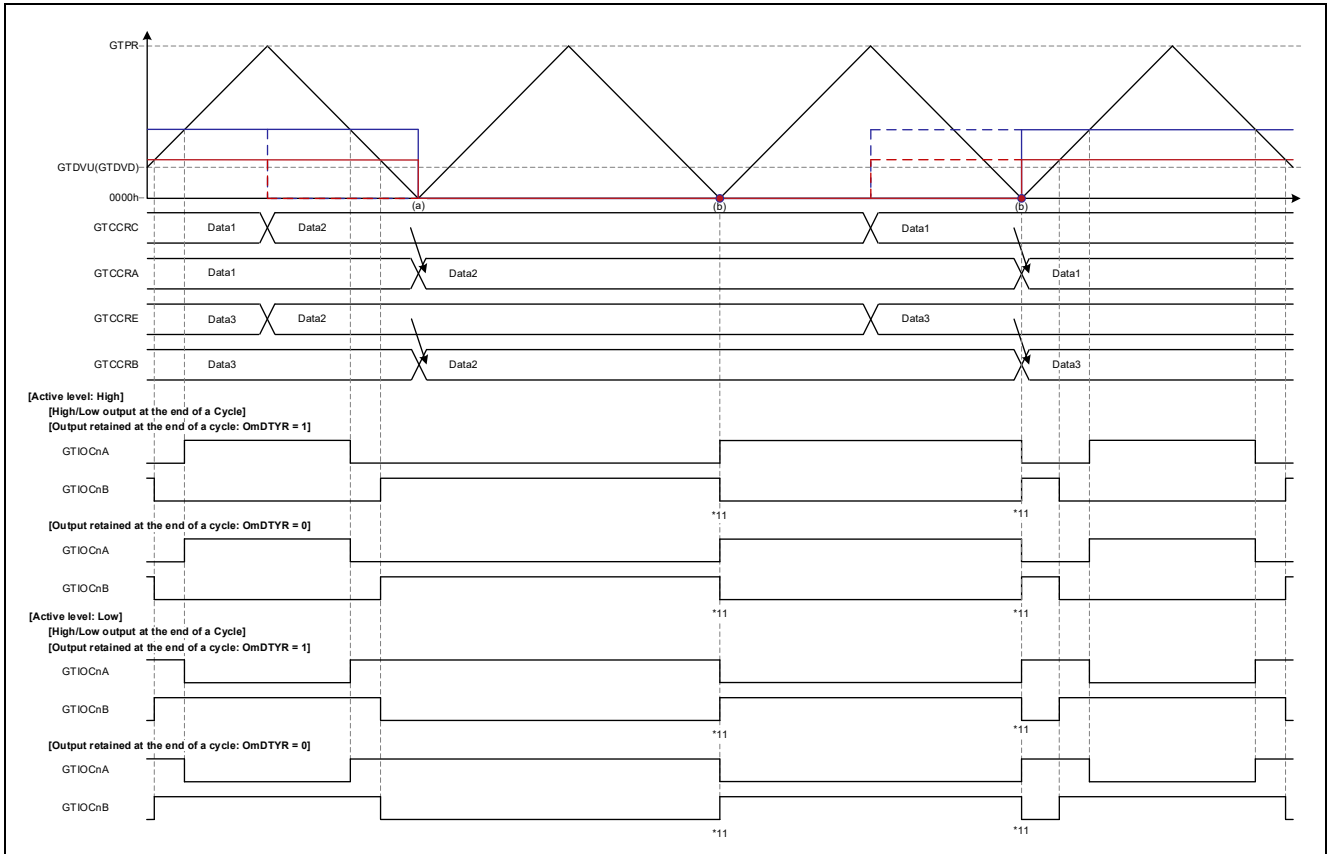 GTPR
GTDVU(GTDVD)
0000h
(a) (b) (b)
GTCCRC Data1 Data2 Data1
GTCCRA Data1 Data2 Data1
GTCCRE Data3 Data2 Data3
GTCCRB Data3 Data2 Data3
[Active level: High]
[High/Low output at the end of a Cycle]
[Output retained at the end of a cycle: OmDTYR = 1]
GTIOCnA
GTIOCnB
*11 *11
[Output retained at the end of a cycle: OmDTYR = 0]
GTIOCnA
GTIOCnB
*11 *11
[Active level: Low]
[High/Low output at the end of a Cycle]
[Output retained at the end of a cycle: OmDTYR = 1]
GTIOCnA
GTIOCnB
*11 *11
[Output retained at the end of a cycle: OmDTYR = 0]
GTIOCnA
GTIOCnB
*11 *11